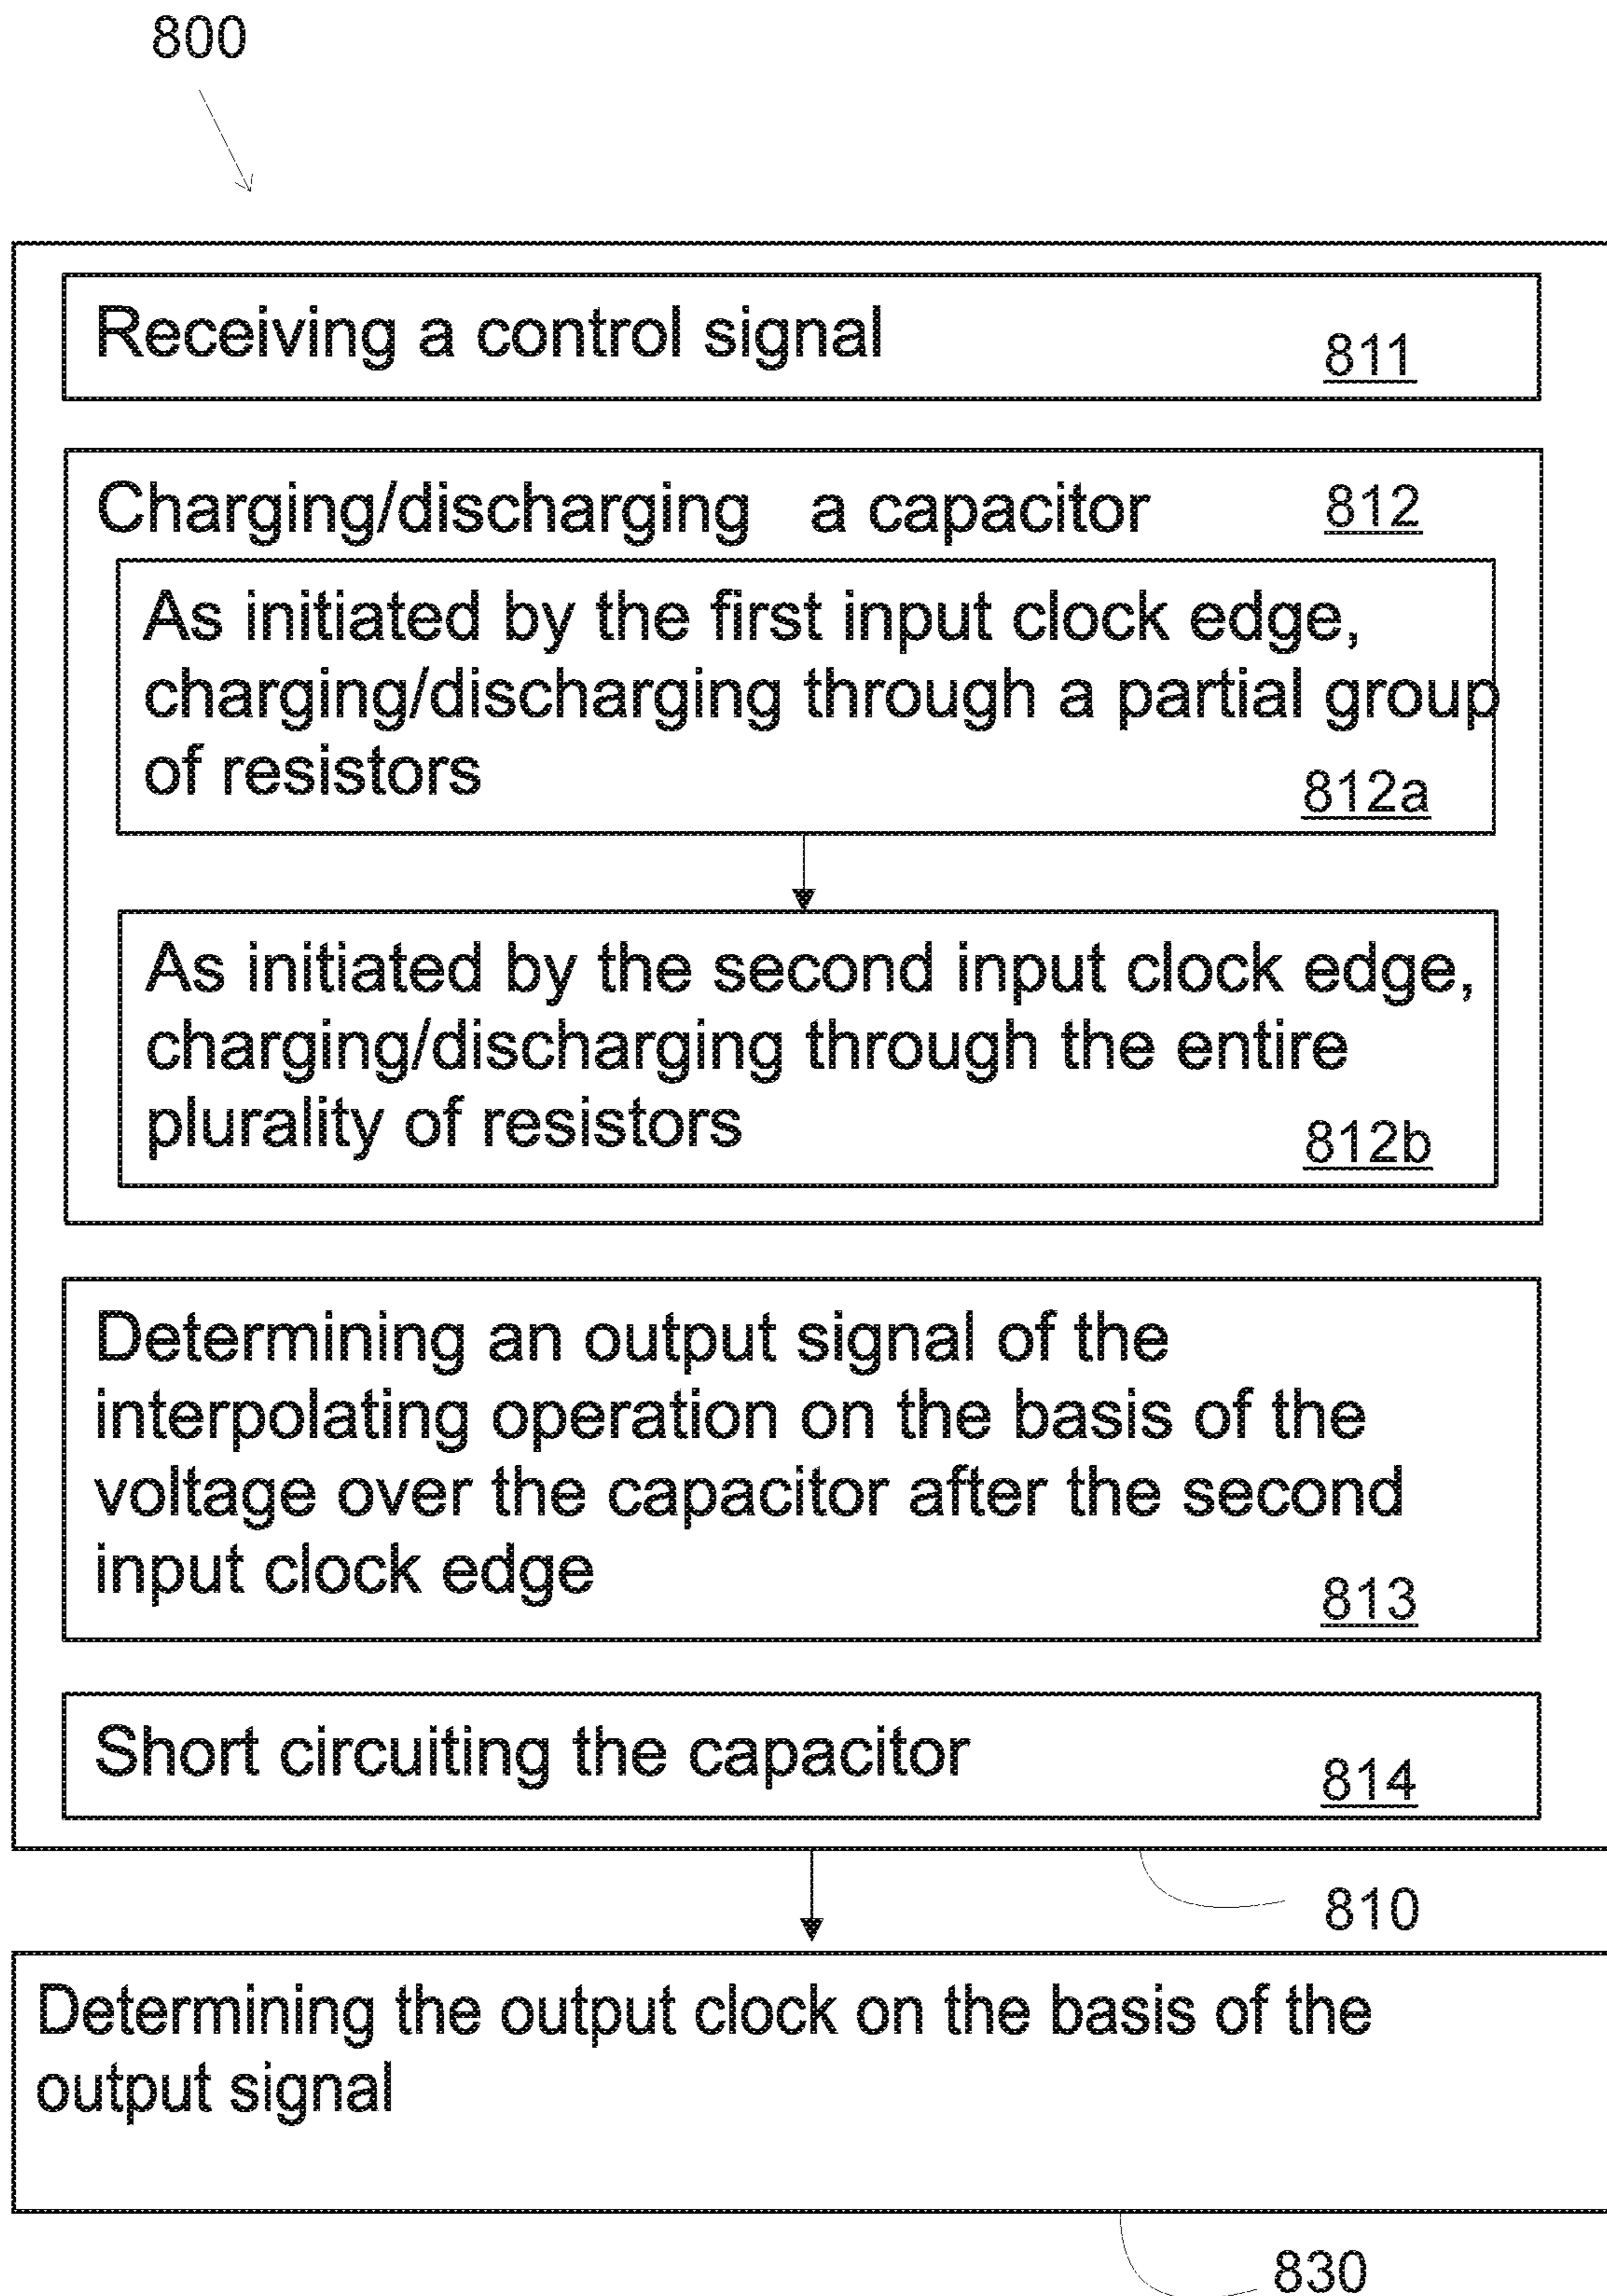 800
Receiving a control signal
811
Charging/discharging a capacitor
812
As initiated by the first input clock edge,
charging/discharging through a partial group
of resistors
812a
As initiated by the second input clock edge,
charging/discharging through the entire
plurality of resistors
812b
Determining an output signal of the
interpolating operation on the basis of the
voltage over the capacitor after the second
input clock edge
813
Short circuiting the capacitor
814
810
Determining the output clock on the basis of the
output signal
830